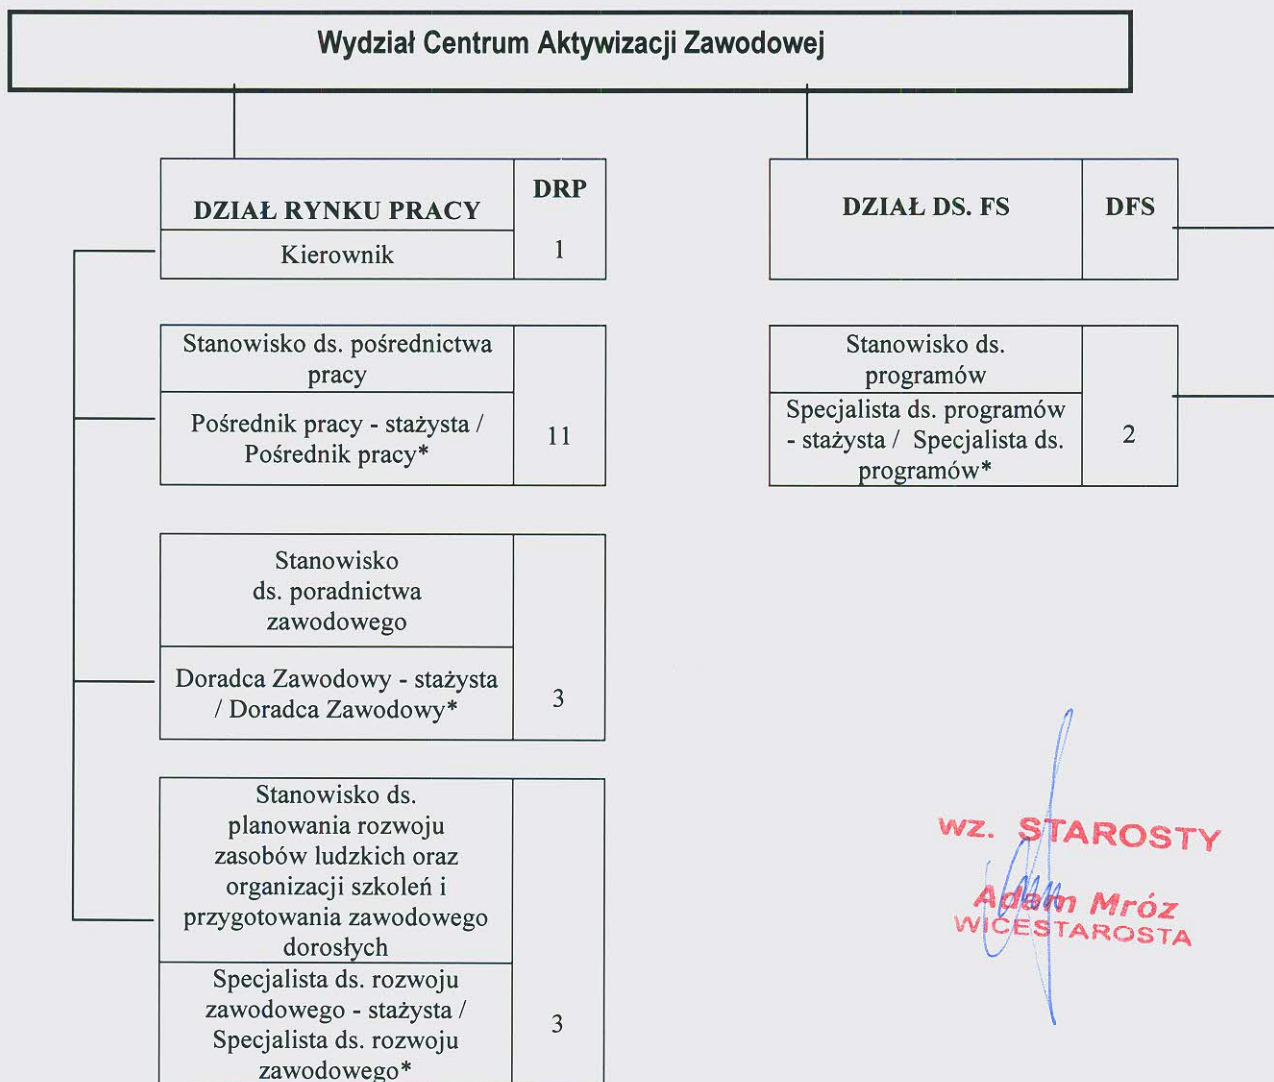 Wydział Centrum Aktywizacji Zawodowej
DZIAŁ RYNKU PRACY
DRP
Kierownik
1
Stanowisko ds. pośrednictwa
pracy
Pośrednik pracy - stażysta /
Pośrednik pracy*
11
Stanowisko
ds. poradnictwa
zawodowego
Doradca Zawodowy - stażysta
/ Doradca Zawodowy*
3
Stanowisko ds.
planowania rozwoju
zasobów ludzkich oraz
organizacji szkoleń i
przygotowania zawodowego
dorosłych
Specjalista ds. rozwoju
zawodowego - stażysta /
Specjalista ds. rozwoju
zawodowego*
3
DZIAŁ DS. FS
DFS
Stanowisko ds.
programów
Specjalista ds. programów
- stażysta / Specjalista ds.
programów*
2
wz. STAROSTY
Adam Mróz
WICESTAROSTA